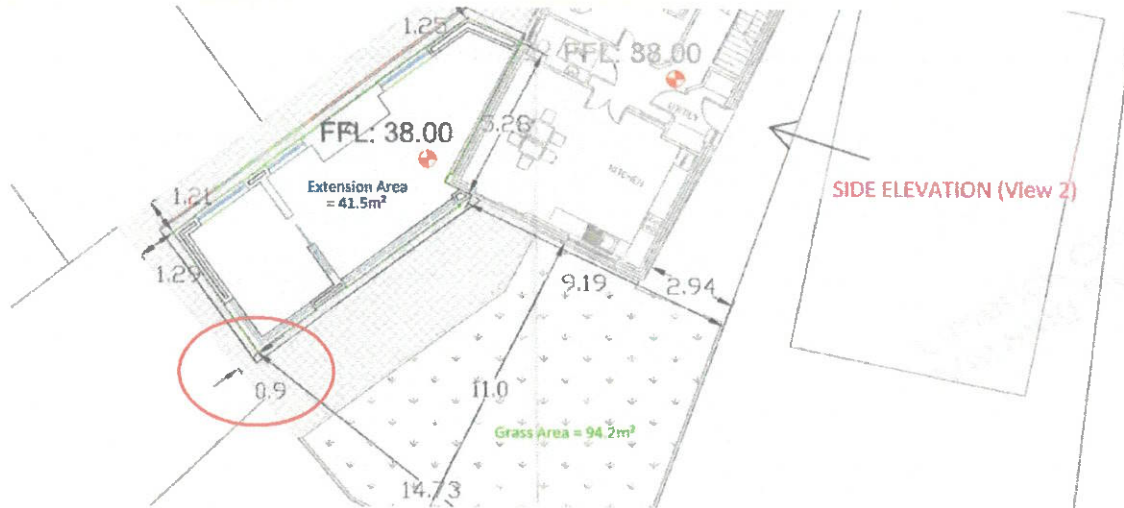 1.25
FFL: 38.00
FFL: 38.00
5.28
UTILITY
KITCHEN
Extension Area
= 41.5m²
1.21
1.29
0.9
9.19
2.94
11.0
14.73
Grass Area = 94.2m²
SIDE ELEVATION (View 2)